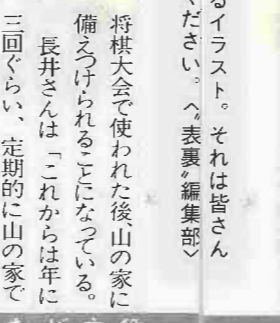 るイラスト。それは皆さん
ください。〈〝表裏〟編集部〉
将棋大会で使われた後、山の家に
備えつけられることになっている。
長井さんは「これからは年に
三回ぐらい、定期的に山の家で